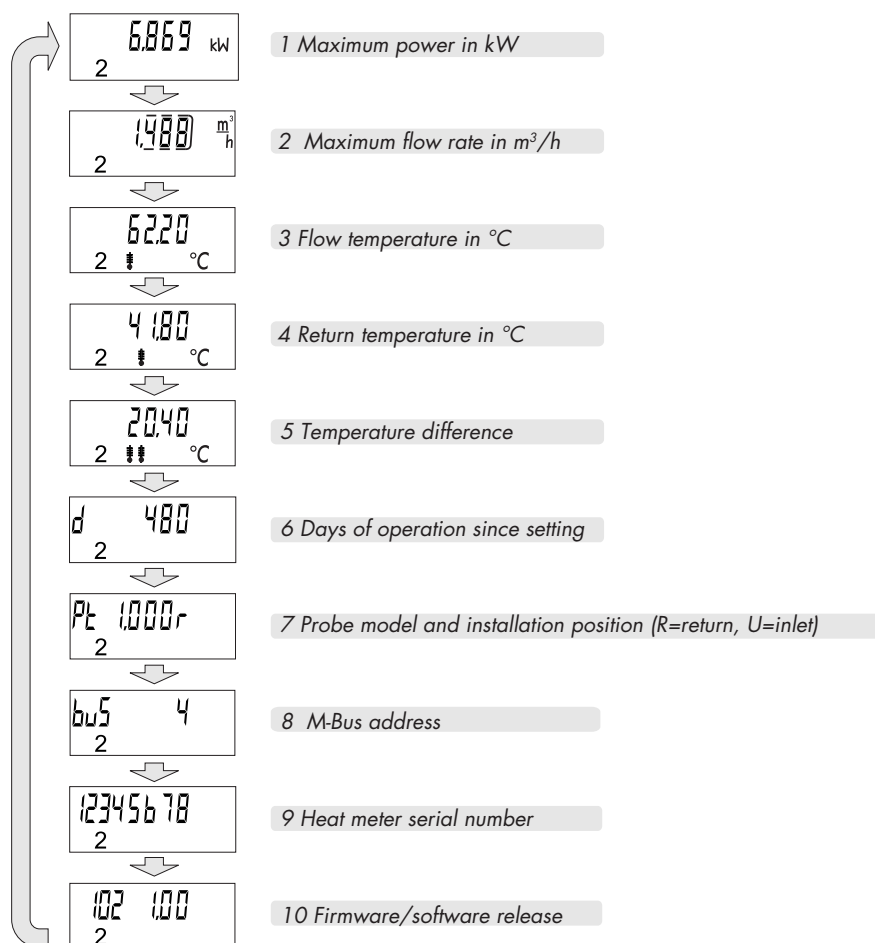 6,869 kW
2
1 Maximum power in kW
1,488 m³/h
2
2 Maximum flow rate in m³/h
62,20
2 °C
3 Flow temperature in °C
41,80
2 °C
4 Return temperature in °C
20,40
2 °C
5 Temperature difference
d 480
2
6 Days of operation since setting
Pt 1,000r
2
7 Probe model and installation position (R=return, U=inlet)
buS 4
2
8 M-Bus address
12345678
2
9 Heat meter serial number
102 1,00
2
10 Firmware/software release